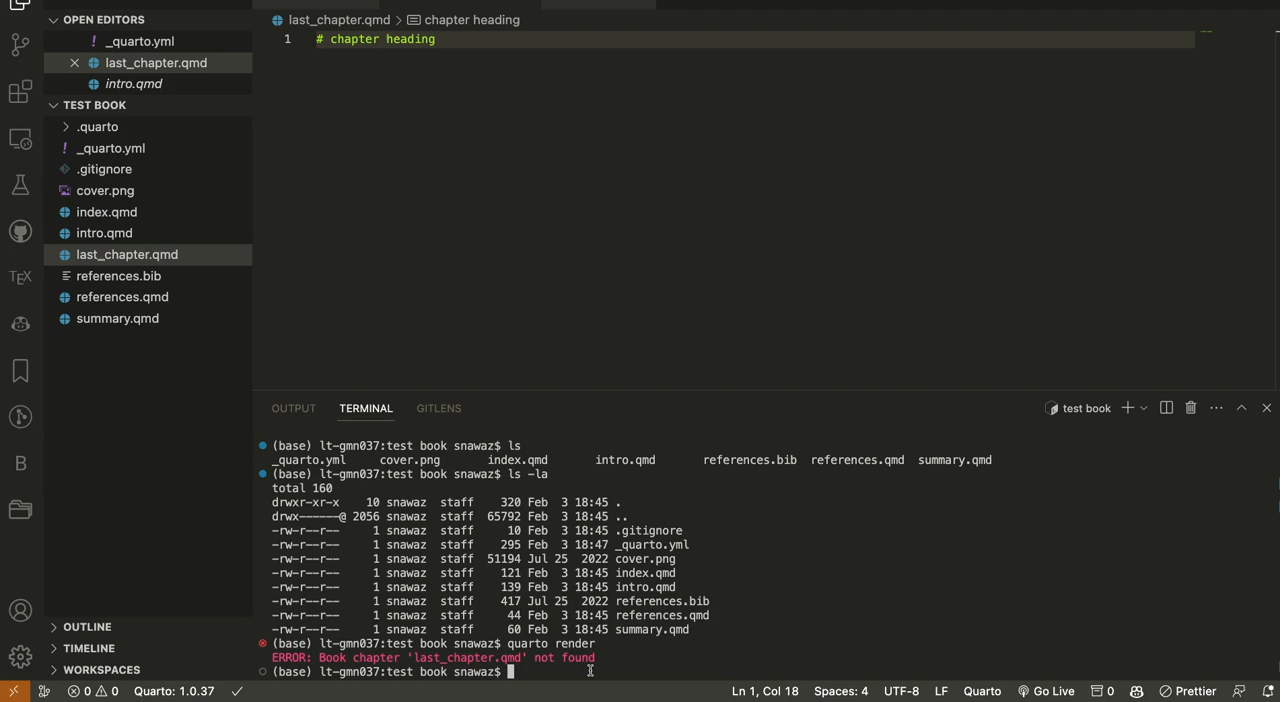 OPEN EDITORS
! _quarto.yml
last_chapter.qmd
intro.qmd
TEST BOOK
.quarto
! _quarto.yml
.gitignore
cover.png
index.qmd
intro.qmd
last_chapter.qmd
references.bib
references.qmd
summary.qmd
TEX
B
OUTLINE
TIMELINE
WORKSPACES
last_chapter.qmd > chapter heading
1 # chapter heading
OUTPUT TERMINAL GITLENS
test book
(base) lt-gmn037:test book snawaz$ ls
_quarto.yml cover.png index.qmd intro.qmd references.bib references.qmd summary.qmd
(base) lt-gmn037:test book snawaz$ ls -la
total 160
drwxr-xr-x 10 snawaz staff 320 Feb 3 18:45 .
drwx------@ 2056 snawaz staff 65792 Feb 3 18:45 ..
-rw-r--r-- 1 snawaz staff 10 Feb 3 18:45 .gitignore
-rw-r--r-- 1 snawaz staff 295 Feb 3 18:47 _quarto.yml
-rw-r--r-- 1 snawaz staff 51194 Jul 25 2022 cover.png
-rw-r--r-- 1 snawaz staff 121 Feb 3 18:45 index.qmd
-rw-r--r-- 1 snawaz staff 139 Feb 3 18:45 intro.qmd
-rw-r--r-- 1 snawaz staff 417 Jul 25 2022 references.bib
-rw-r--r-- 1 snawaz staff 44 Feb 3 18:45 references.qmd
-rw-r--r-- 1 snawaz staff 60 Feb 3 18:45 summary.qmd
(base) lt-gmn037:test book snawaz$ quarto render
ERROR: Book chapter 'last_chapter.qmd' not found
(base) lt-gmn037:test book snawaz$
0 0 Quarto: 1.0.37 Ln 1, Col 18 Spaces: 4 UTF-8 LF Quarto Go Live 0 Prettier